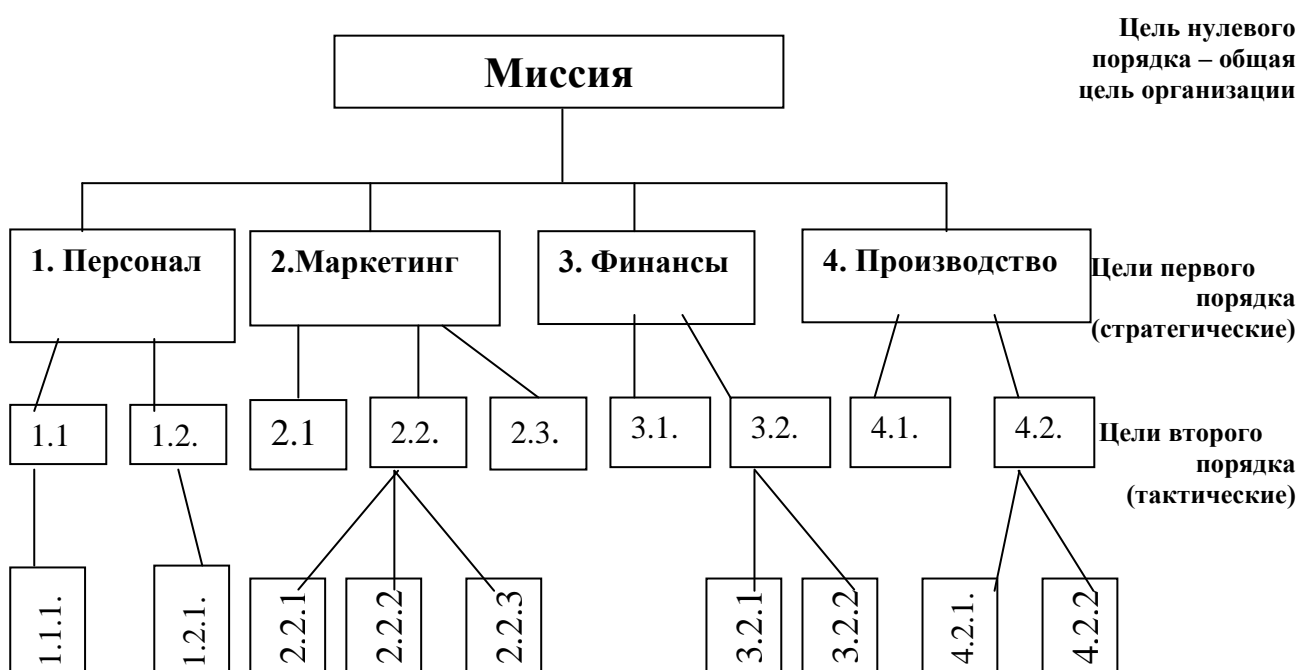 Цель нулевого
порядка – общая
цель организации
Миссия
1. Персонал
2.Маркетинг
3. Финансы
4. Производство
Цели первого
порядка
(стратегические)
1.1
1.2.
2.1
2.2.
2.3.
3.1.
3.2.
4.1.
4.2.
Цели второго
порядка
(тактические)
1.1.1.
1.2.1.
2.2.1
2.2.2
2.2.3
3.2.1
3.2.2
4.2.1.
4.2.2